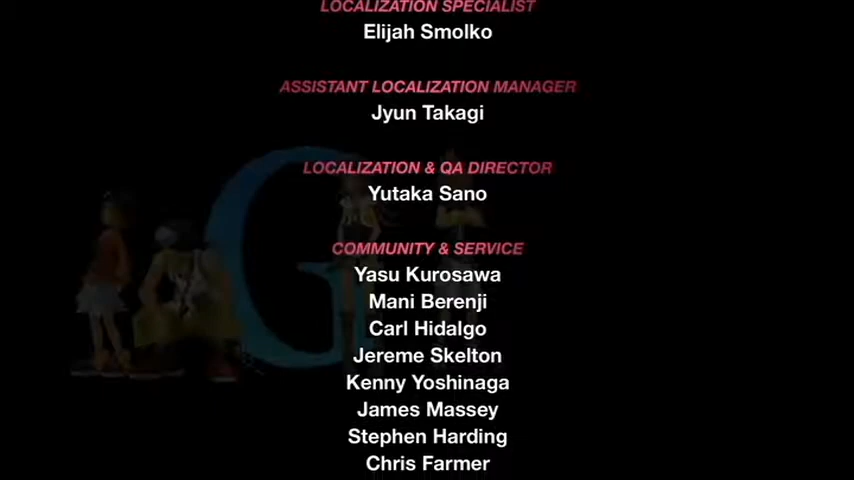 LOCALIZATION SPECIALIST
Elijah Smolko
ASSISTANT LOCALIZATION MANAGER
Jyun Takagi
LOCALIZATION & QA DIRECTOR
Yutaka Sano
COMMUNITY & SERVICE
Yasu Kurosawa
Mani Berenji
Carl Hidalgo
Jereme Skelton
Kenny Yoshinaga
James Massey
Stephen Harding
Chris Farmer
G